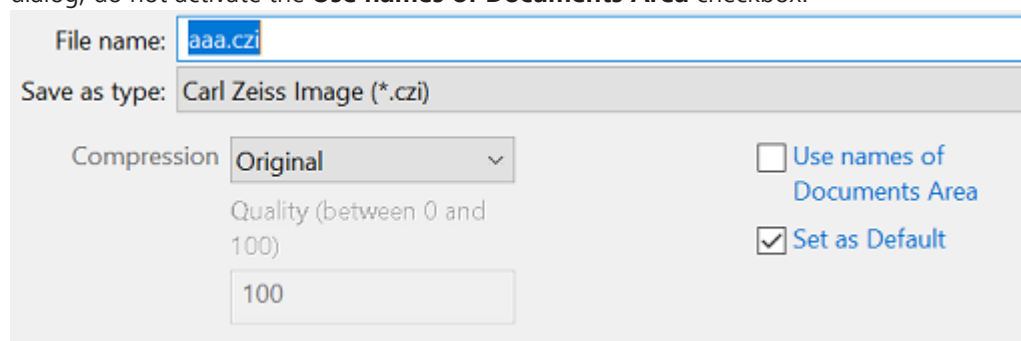 dialog, do not activate the Use names of Documents Area checkbox.
File name: aaa.czi
Save as type: Carl Zeiss Image (*.czi)
Compression Original
Use names of
Documents Area
Quality (between 0 and
100)
Set as Default
100